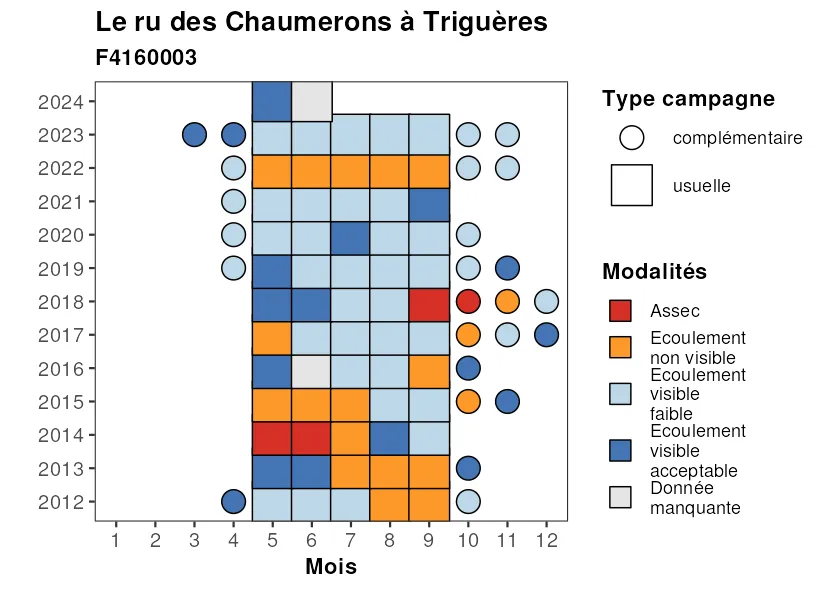 Le ru des Chaumerons à Triguères
F4160003
2024
2023
2022
2021
2020
2019
2018
2017
2016
2015
2014
2013
2012
1 2 3 4 5 6 7 8 9 10 11 12
Mois
Type campagne
complémentaire
usuelle
Modalités
Assec
Ecoulement
non visible
Ecoulement
visible
faible
Ecoulement
visible
acceptable
Donnée
manquante